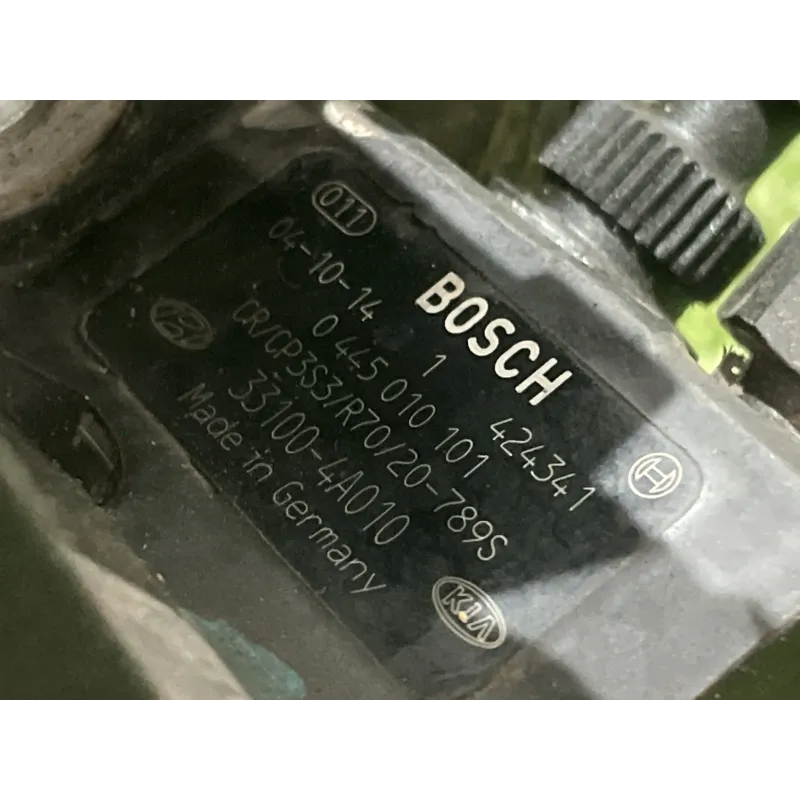 011
BOSCH
04-10-14 1 424341
0 445 010 101
CR/CP3S3/R70/20-789S
33100-4A010
Made in Germany
KIA